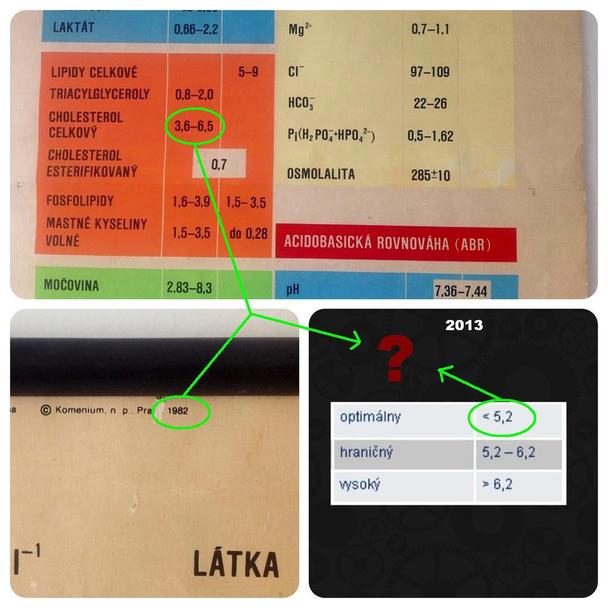 LAKTÁT 0,66–2,2
LIPIDY CELKOVÉ 5–9
TRIACYLGLYCEROLY 0,8–2,0
CHOLESTEROL
CELKOVÝ 3,6–6,5
CHOLESTEROL
ESTERIFIKOVANÝ 0,7
FOSFOLIPIDY 1,6–3,9 1,5–3,5
MASTNÉ KYSELINY
VOLNÉ 1,5–3,5 do 0,28
MOČOVINA 2,83–8,3
Mg²⁺ 0,7–1,1
Cl⁻ 97–109
HCO₃⁻ 22–26
Pi(H₂PO₄⁻+HPO₄²⁻) 0,5–1,62
OSMOLALITA 285±10
ACIDOBASICKÁ ROVNOVÁHA (ABR)
pH 7,36–7,44
© Komenium, n. p. Pra 1982
l⁻¹ LÁTKA
2013
?
optimálny < 5,2
hraničný 5,2 – 6,2
vysoký > 6,2